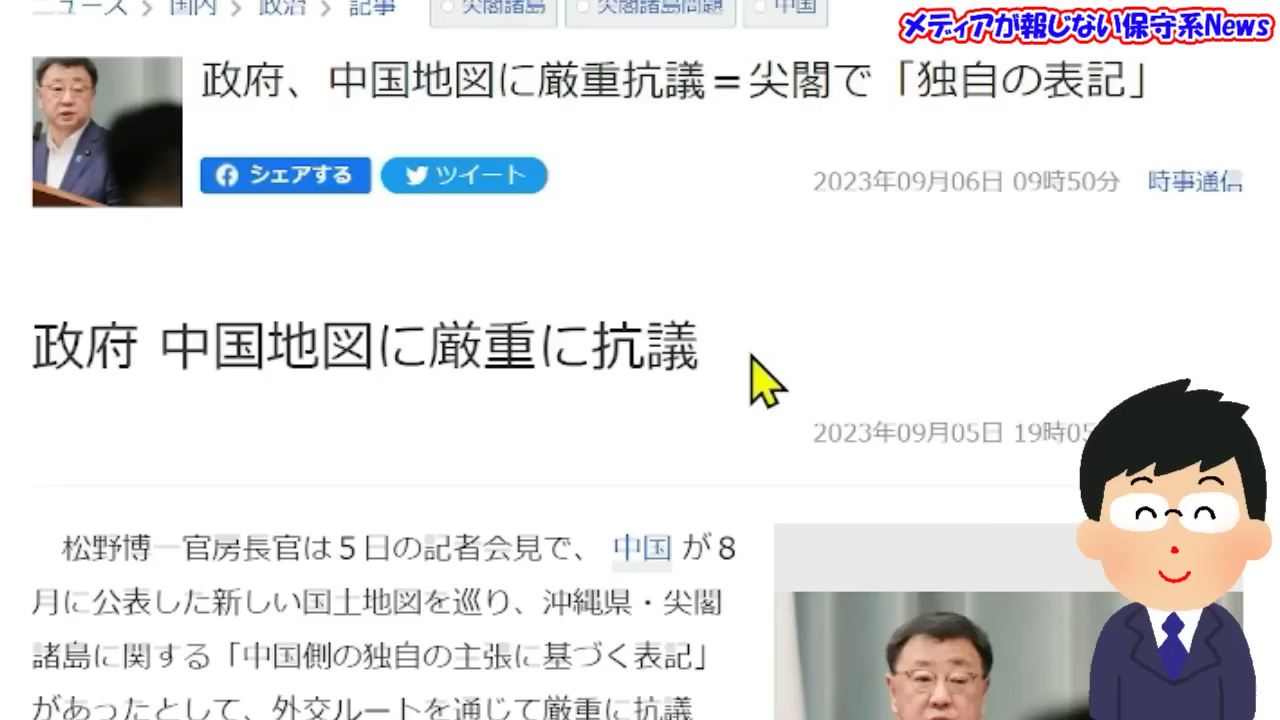 ニュース > 国内 > 政治 > 記事
尖閣諸島
尖閣諸島問題
中国
メディアが報じない保守系News
政府、中国地図に厳重抗議＝尖閣で「独自の表記」
シェアする
ツイート
2023年09月06日 09時50分 時事通信
政府 中国地図に厳重に抗議
2023年09月05日 19時05
松野博一官房長官は５日の記者会見で、 中国 が８
月に公表した新しい国土地図を巡り、沖縄県・尖閣
諸島に関する「中国側の独自の主張に基づく表記」
があったとして、外交ルートを通じて厳重に抗議